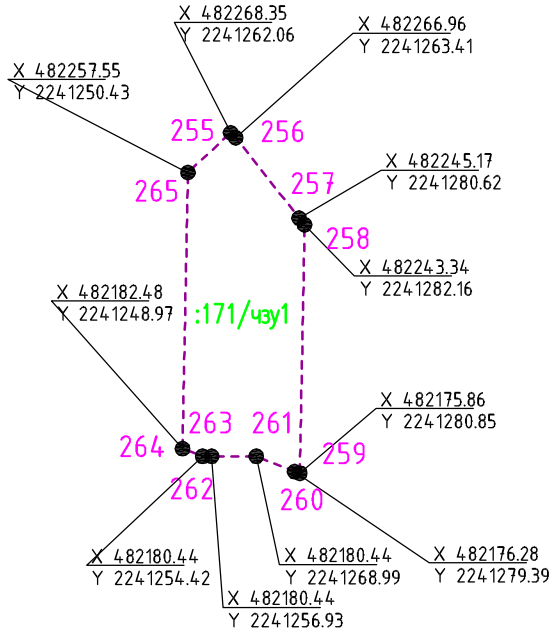 X 482268.35
Y 2241262.06
X 482266.96
Y 2241263.41
X 482257.55
Y 2241250.43
255
256
X 482245.17
Y 2241280.62
257
265
258
X 482243.34
Y 2241282.16
X 482182.48
Y 2241248.97
:171/чзу1
X 482175.86
Y 2241280.85
263
261
264
259
262
260
X 482180.44
Y 2241254.42
X 482180.44
Y 2241268.99
X 482176.28
Y 2241279.39
X 482180.44
Y 2241256.93